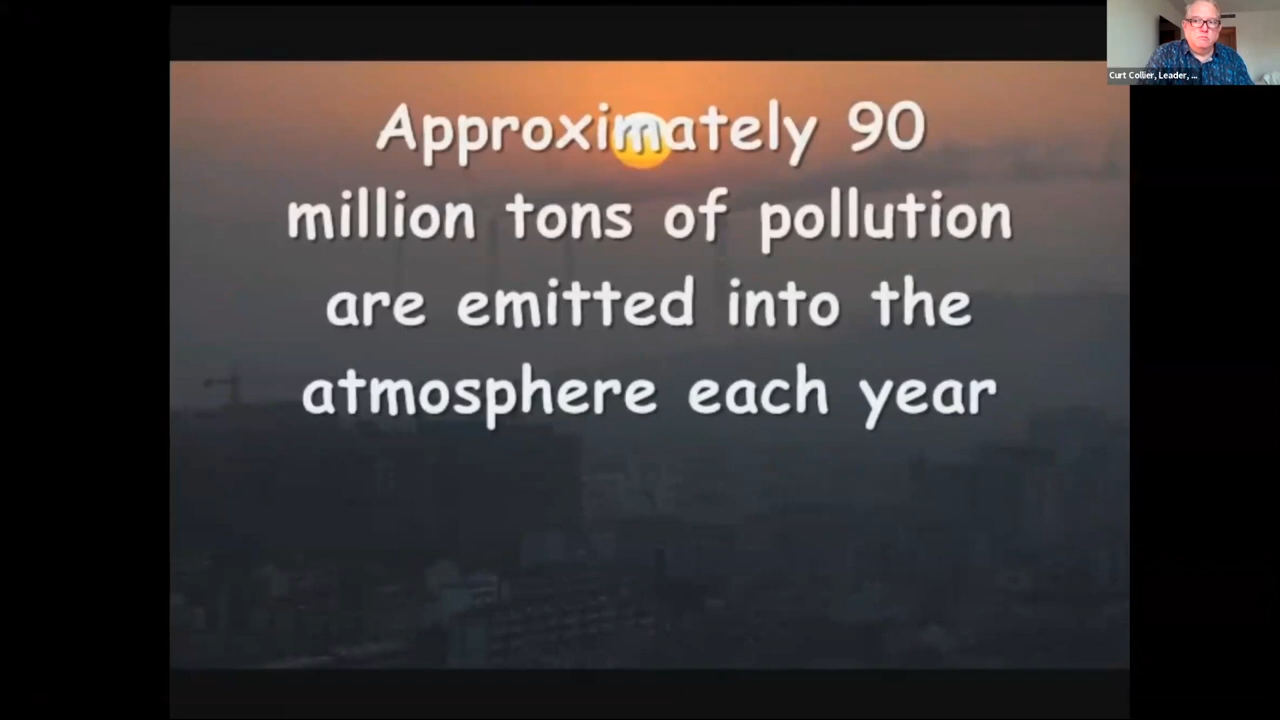 Approximately 90
million tons of pollution
are emitted into the
atmosphere each year
Curt Collier, Leader, ...